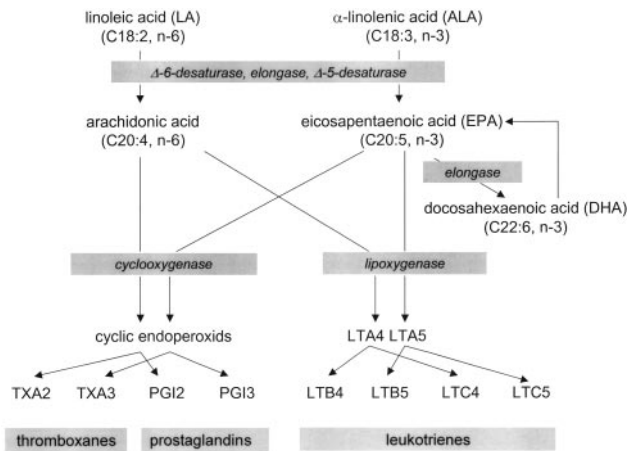 linoleic acid (LA)
(C18:2, n-6)
α-linolenic acid (ALA)
(C18:3, n-3)
Δ-6-desaturase, elongase, Δ-5-desaturase
arachidonic acid
(C20:4, n-6)
eicosapentaenoic acid (EPA)
(C20:5, n-3)
elongase
docosahexaenoic acid (DHA)
(C22:6, n-3)
cyclooxygenase
lipoxygenase
cyclic endoperoxids
LTA4 LTA5
TXA2 TXA3 PGI2 PGI3 LTB4 LTB5 LTC4 LTC5
thromboxanes prostaglandins leukotrienes